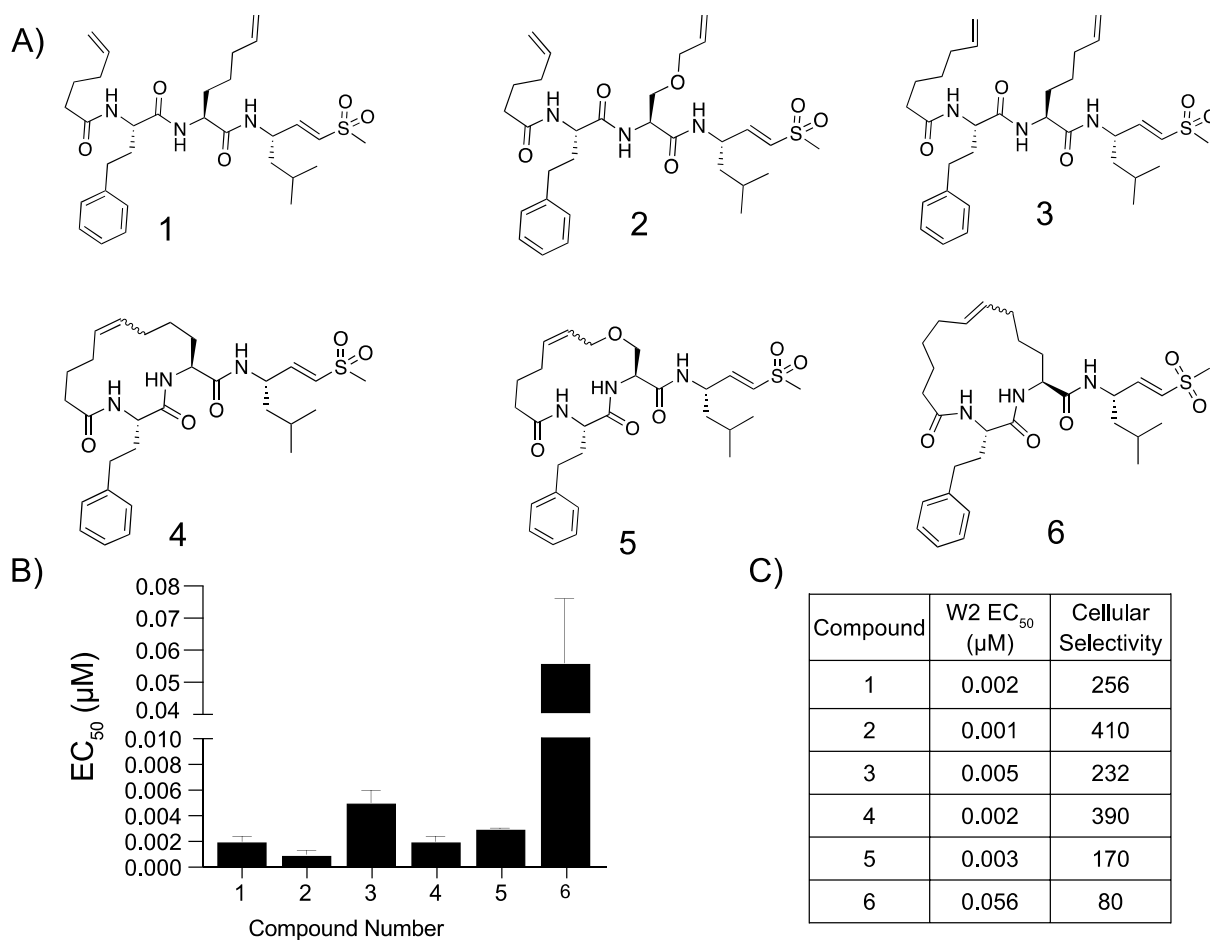 A)
O
H
N
O
N
H
H
N
O
O
S
O
1
O
H
N
O
N
H
O
H
N
O
O
S
O
2
O
H
N
O
N
H
H
N
O
O
S
O
3
O
H
N
O
HN
O
H
N
O
S
O
4
O
H
N
O
HN
O
O
H
N
O
S
O
5
O
H
N
O
HN
O
H
N
O
S
O
6
B)
EC50 (µM)
0.08
0.07
0.06
0.05
0.04
0.010
0.008
0.006
0.004
0.002
0.000
1 2 3 4 5 6
Compound Number
C)
Compound W2 EC50 (µM) Cellular Selectivity
1 0.002 256
2 0.001 410
3 0.005 232
4 0.002 390
5 0.003 170
6 0.056 80